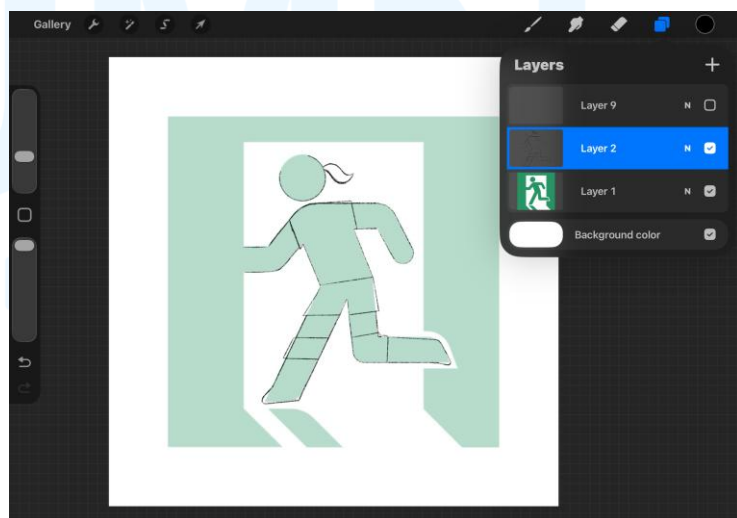 Gallery
Layers
Layer 9 N
Layer 2 N
Layer 1 N
Background color